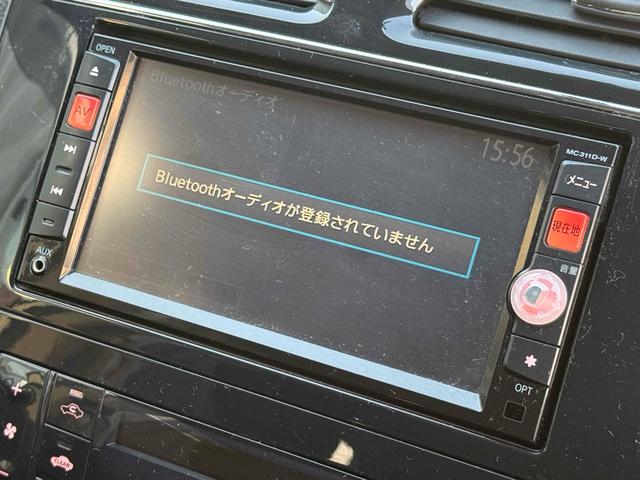 OPEN
Bluetoothオーディオ
15:56
MC311D-W
AV
メニュー
Bluetoothオーディオが登録されていません
現在地
音量
AUX
OPT
CLEAN